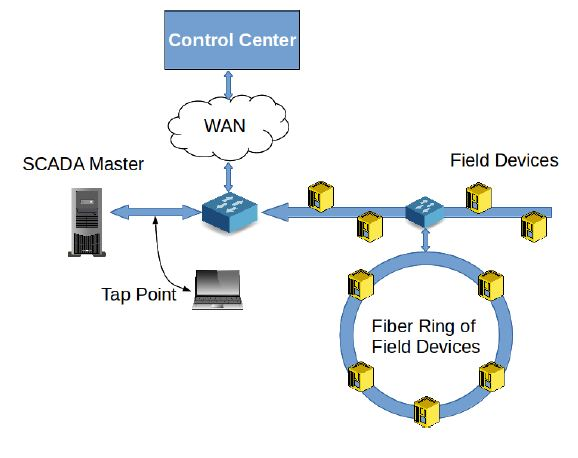 Control Center
WAN
SCADA Master
Field Devices
Tap Point
Fiber Ring of
Field Devices